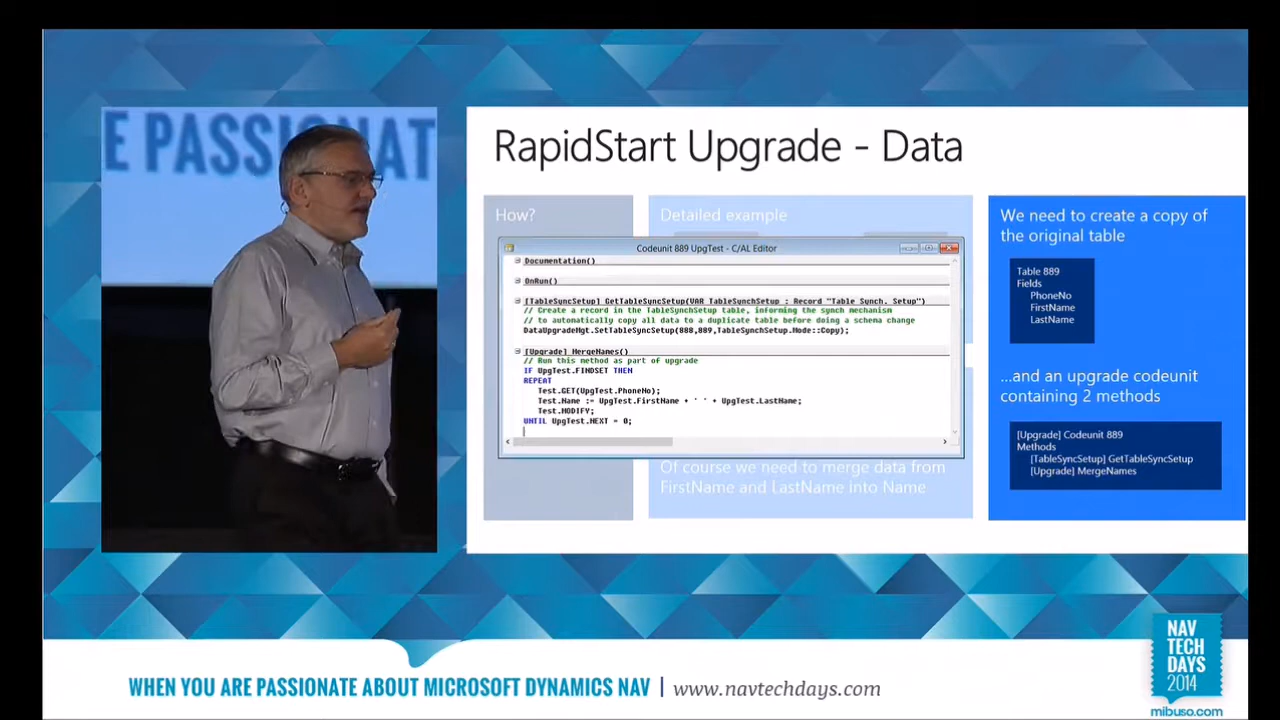 E PASSIONAT
RapidStart Upgrade - Data
How?
Detailed example
Codeunit 889 UpgTest - C/AL Editor
Documentation()
OnRun()
[TableSyncSetup] GetTableSyncSetup(VAR TableSynchSetup : Record "Table Synch. Setup")
// Create a record in the TableSynchSetup table, informing the synch mechanism
// to automatically copy all data to a duplicate table before doing a schema change
DataUpgradeMgt.SetTableSyncSetup(888,889,TableSynchSetup.Mode::Copy);
[Upgrade] MergeNames()
// Run this method as part of upgrade
IF UpgTest.FINDSET THEN
REPEAT
Test.GET(UpgTest.PhoneNo);
Test.Name := UpgTest.FirstName + ' ' + UpgTest.LastName;
Test.MODIFY;
UNTIL UpgTest.NEXT = 0;
Of course we need to merge data from
FirstName and LastName into Name
We need to create a copy of
the original table
Table 889
Fields
PhoneNo
FirstName
LastName
...and an upgrade codeunit
containing 2 methods
[Upgrade] Codeunit 889
Methods
[TableSyncSetup] GetTableSyncSetup
[Upgrade] MergeNames
WHEN YOU ARE PASSIONATE ABOUT MICROSOFT DYNAMICS NAV | www.navtechdays.com
NAV
TECH
DAYS
2014
mibuso.com